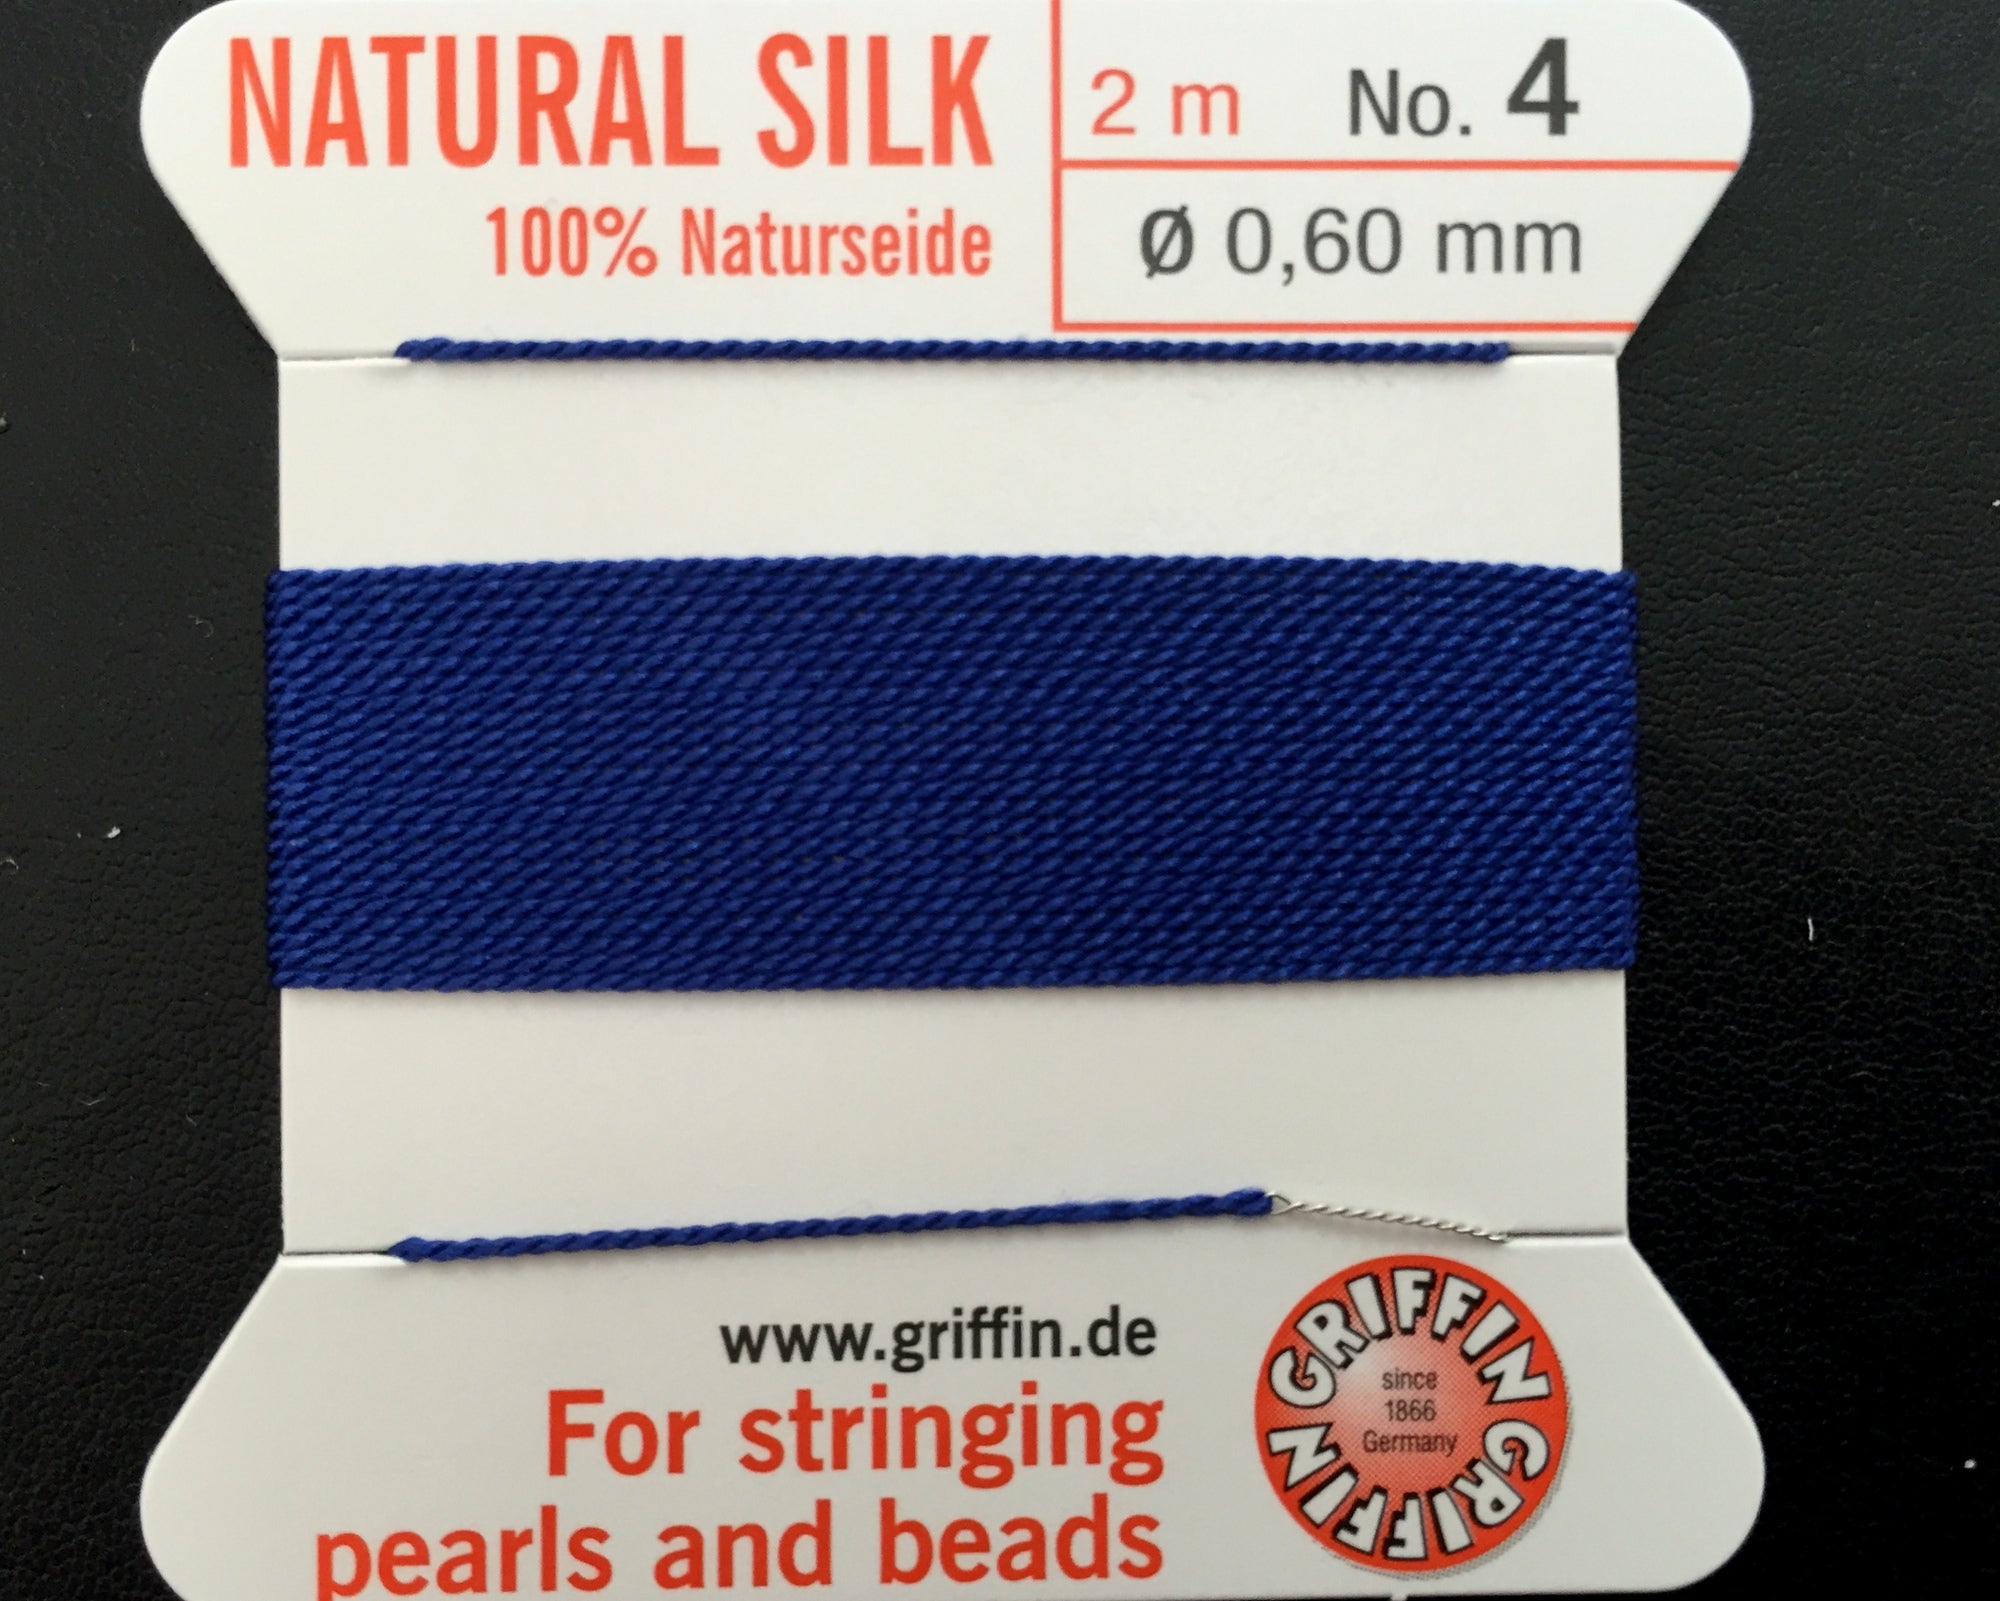 NATURAL SILK
100% Naturseide
2 m No. 4
Ø 0,60 mm
www.griffin.de
For stringing
pearls and beads
GRIFFIN GRIFFIN GRIFFIN
since
1866
Germany